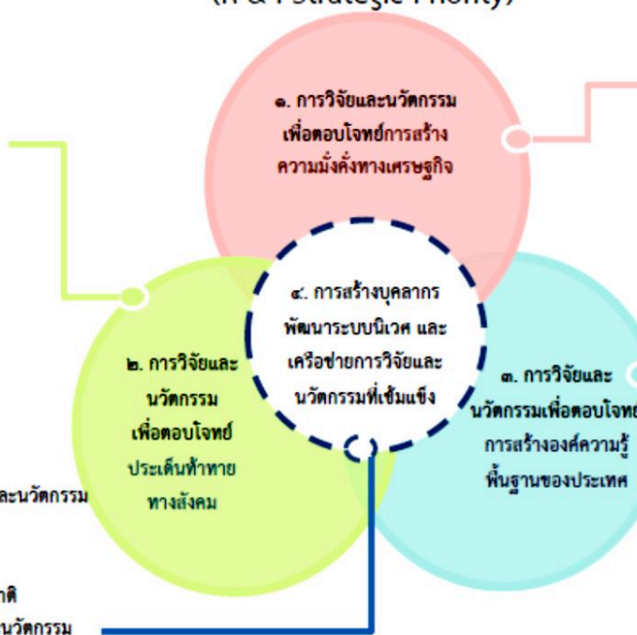 (R & I Strategic Priority)
๑. การวิจัยและนวัตกรรม
เพื่อตอบโจทย์การสร้าง
ความมั่งคั่งทางเศรษฐกิจ
๔. การสร้างบุคลากร
พัฒนาระบบนิเวศ และ
เครือข่ายการวิจัยและ
นวัตกรรมที่เข้มแข็ง
๒. การวิจัยและ
นวัตกรรม
เพื่อตอบโจทย์
ประเด็นท้าทาย
ทางสังคม
๓. การวิจัยและ
นวัตกรรมเพื่อตอบโจทย์
การสร้างองค์ความรู้
พื้นฐานของประเทศ
ละนวัตกรรม
าติ
ะนวัตกรรม